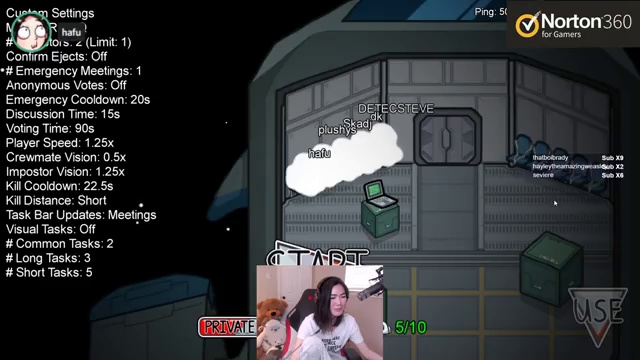 Custom Settings
hafu
# Impostors: 2 (Limit: 1)
Confirm Ejects: Off
# Emergency Meetings: 1
Anonymous Votes: Off
Emergency Cooldown: 20s
Discussion Time: 15s
Voting Time: 90s
Player Speed: 1.25x
Crewmate Vision: 0.5x
Impostor Vision: 1.25x
Kill Cooldown: 22.5s
Kill Distance: Short
Task Bar Updates: Meetings
Visual Tasks: Off
# Common Tasks: 2
# Long Tasks: 3
# Short Tasks: 5
Ping: 50
Norton360
for Gamers
DETECSTEVE
dk
Skadj
plushys
hafu
thatboibrady Sub X9
Sub X2
seviere Sub X6
START
PRIVATE
5/10
USE